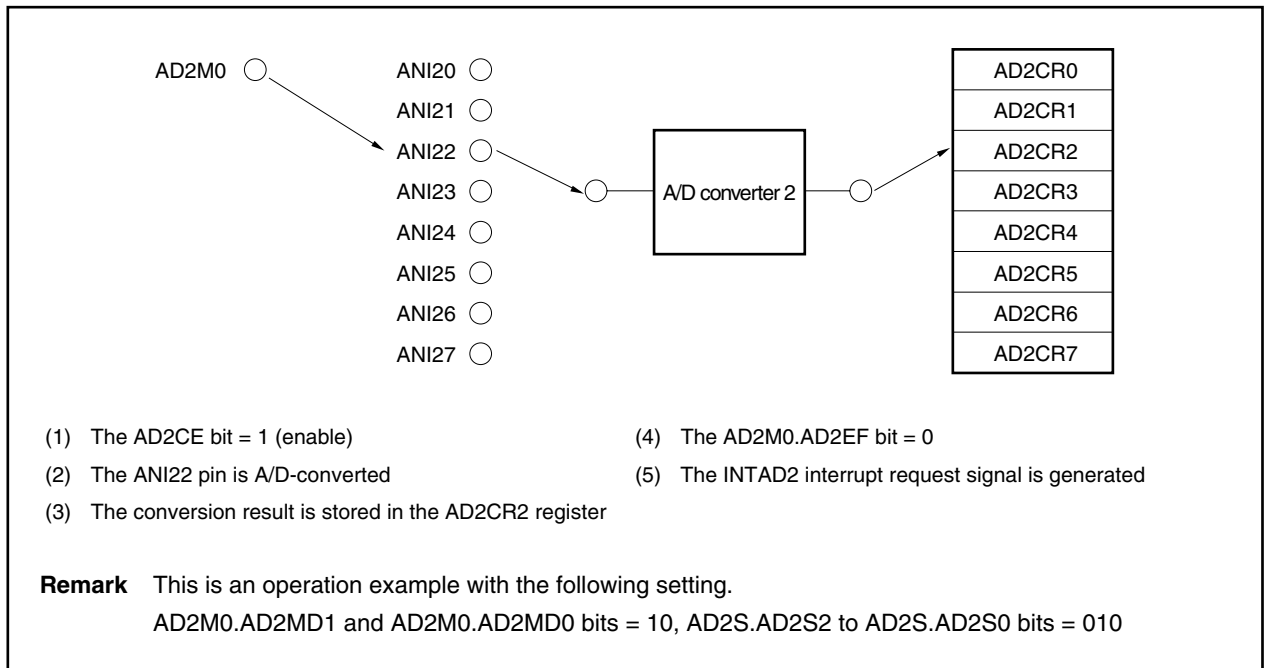 AD2M0
ANI20
ANI21
ANI22
ANI23
ANI24
ANI25
ANI26
ANI27
A/D converter 2
AD2CR0
AD2CR1
AD2CR2
AD2CR3
AD2CR4
AD2CR5
AD2CR6
AD2CR7
(1) The AD2CE bit = 1 (enable)
(2) The ANI22 pin is A/D-converted
(3) The conversion result is stored in the AD2CR2 register
(4) The AD2M0.AD2EF bit = 0
(5) The INTAD2 interrupt request signal is generated
Remark This is an operation example with the following setting.
AD2M0.AD2MD1 and AD2M0.AD2MD0 bits = 10, AD2S.AD2S2 to AD2S.AD2S0 bits = 010